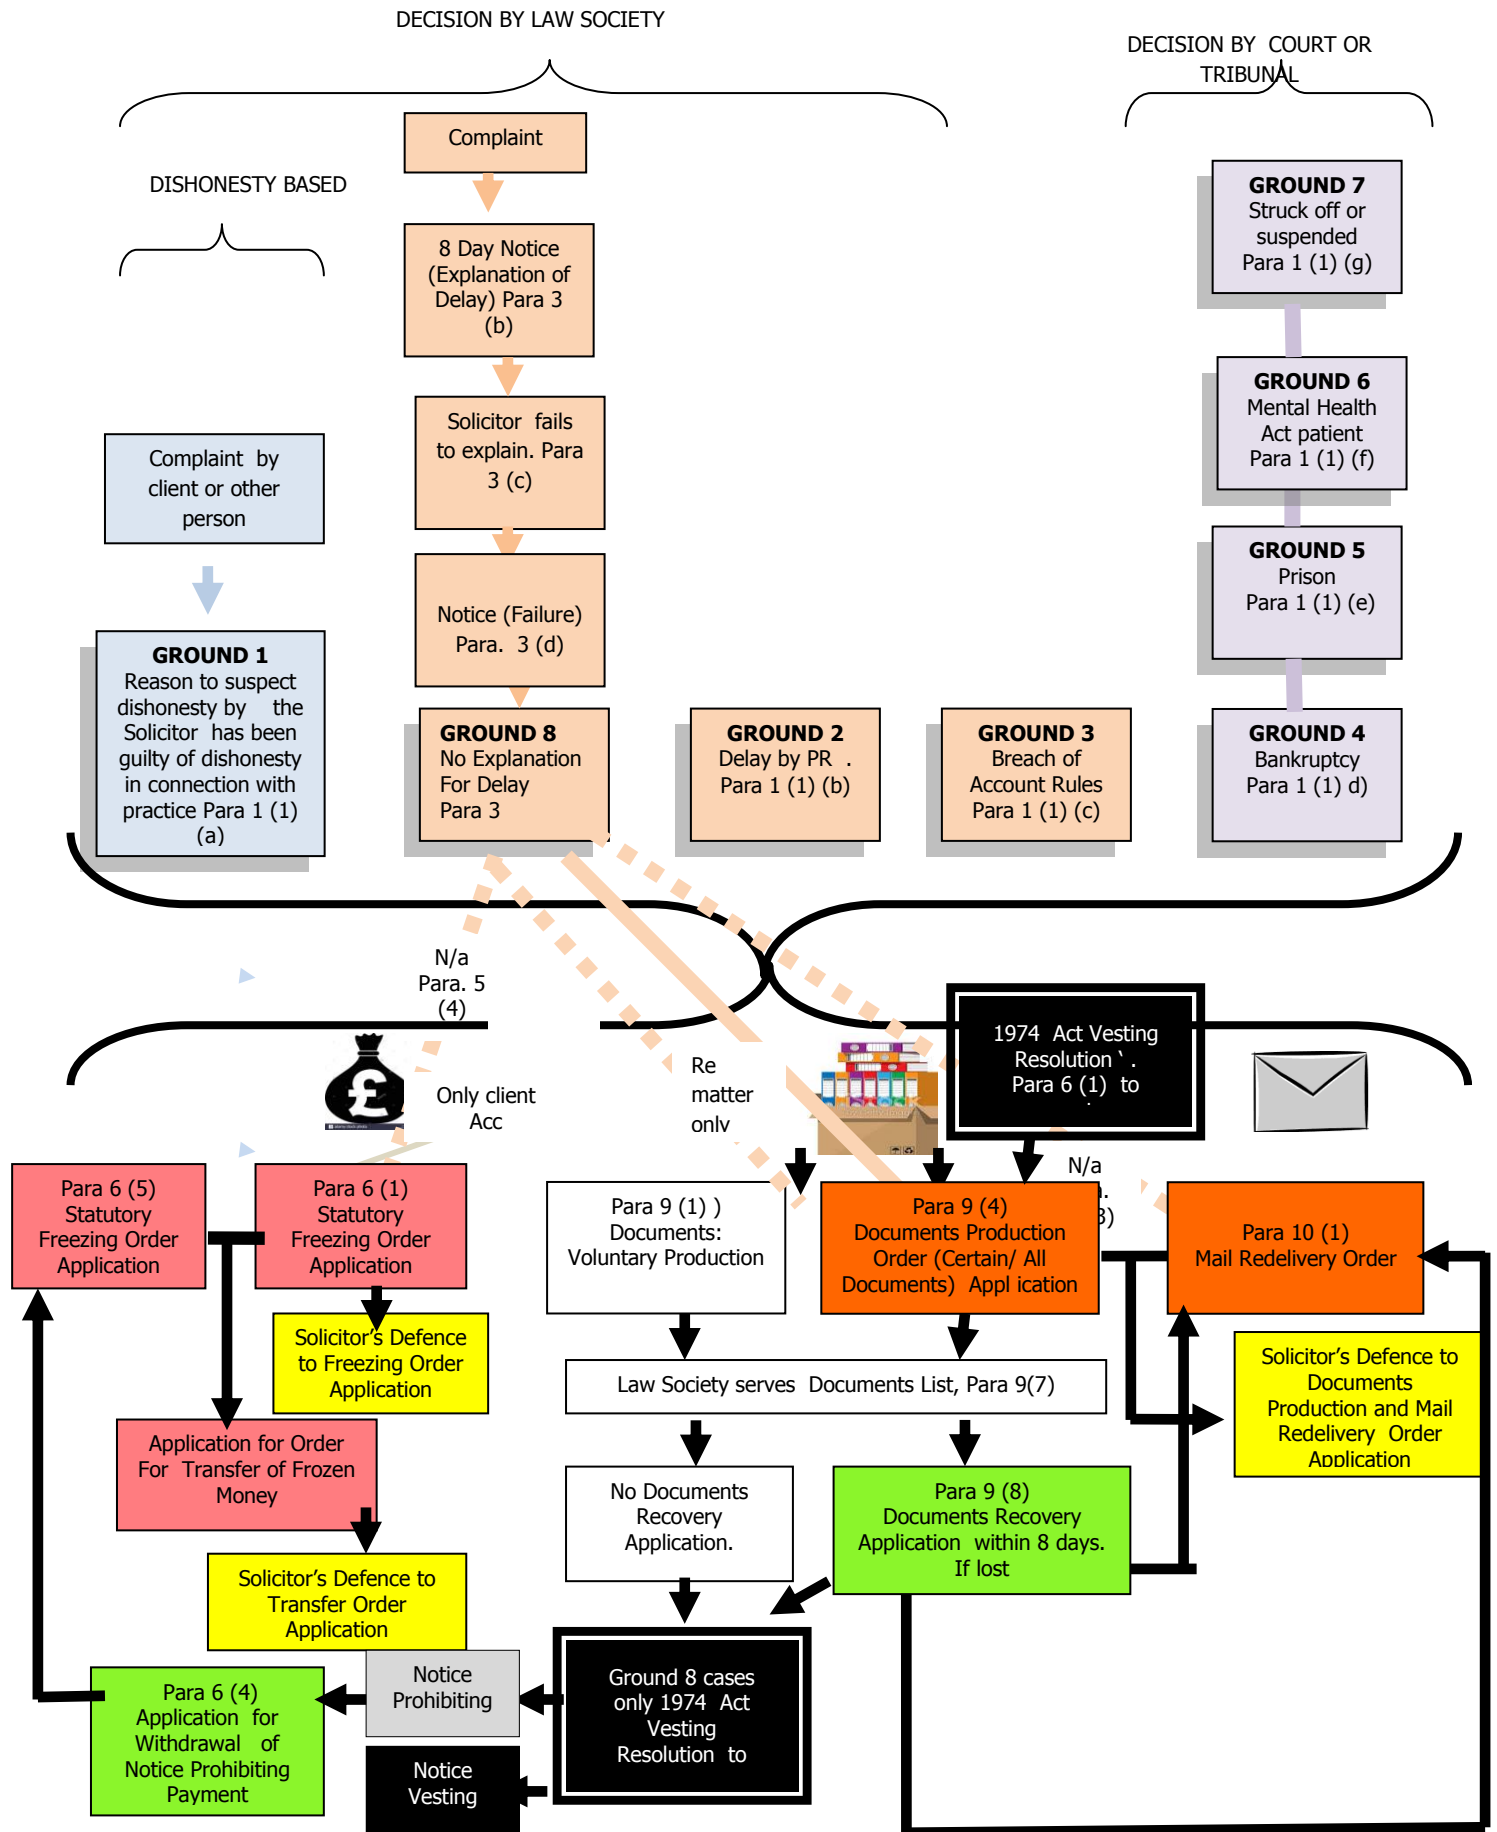 DECISION BY LAW SOCIETY
DECISION BY COURT OR
TRIBUNAL
Complaint
DISHONESTY BASED
8 Day Notice
(Explanation of
Delay) Para 3
(b)
Solicitor fails
to explain. Para
3 (c)
Notice (Failure)
Para. 3 (d)
Complaint by
client or other
person
GROUND 7
Struck off or
suspended
Para 1 (1) (g)
GROUND 6
Mental Health
Act patient
Para 1 (1) (f)
GROUND 5
Prison
Para 1 (1) (e)
GROUND 1
Reason to suspect
dishonesty by the
Solicitor has been
guilty of dishonesty
in connection with
practice Para 1 (1)
(a)
GROUND 8
No Explanation
For Delay
Para 3
GROUND 2
Delay by PR .
Para 1 (1) (b)
GROUND 3
Breach of
Account Rules
Para 1 (1) (c)
GROUND 4
Bankruptcy
Para 1 (1) d)
N/a
Para. 5
(4)
Only client
Acc
Re
matter
only
1974 Act Vesting
Resolution ‵ .
Para 6 (1) to
N/a
3)
Para 6 (5)
Statutory
Freezing Order
Application
Para 6 (1)
Statutory
Freezing Order
Application
Para 9 (1) )
Documents:
Voluntary Production
Para 9 (4)
Documents Production
Order (Certain/ All
Documents) Appl ication
Para 10 (1)
Mail Redelivery Order
Solicitor's Defence
to Freezing Order
Application
Law Society serves Documents List, Para 9(7)
Solicitor's Defence to
Documents
Production and Mail
Redelivery Order
Application
Application for Order
For Transfer of Frozen
Money
No Documents
Recovery
Application.
Para 9 (8)
Documents Recovery
Application within 8 days.
If lost
Solicitor's Defence to
Transfer Order
Application
Para 6 (4)
Application for
Withdrawal of
Notice Prohibiting
Payment
Notice
Prohibiting
Notice
Vesting
Ground 8 cases
only 1974 Act
Vesting
Resolution to